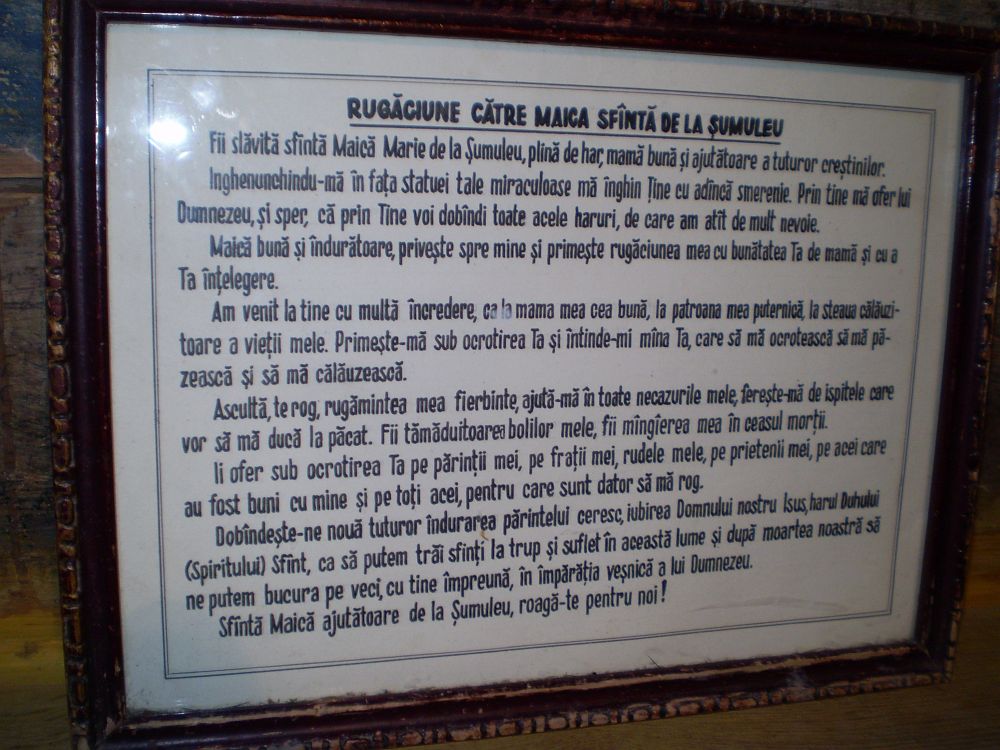 RUGĂCIUNE CĂTRE MAICA SFÎNTĂ DE LA ȘUMULEU
Fii slăvită sfîntă Maică Marie de la Șumuleu, plină de har, mamă bună și ajutătoare a tuturor creștinilor.
Inghenunchindu-mă în fața statuei tale miraculoase mă înghin Ție cu adîncă smerenie. Prin tine mă ofer lui
Dumnezeu, și sper, că prin Tine voi dobîndi toate acele haruri, de care am atît de mult nevoie.
Maică bună și îndurătoare, privește spre mine și primește rugăciunea mea cu bunătatea Ta de mamă și cu a
Ta înțelegere.
Am venit la tine cu multă încredere, ca la mama mea cea bună, la patroana mea puternică, la steaua călăuzi-
toare a vieții mele. Primește-mă sub ocrotirea Ta și întinde-mi mîna Ta, care să mă ocrotească să mă pă-
zească și să mă călăuzească.
Ascultă, te rog, rugămintea mea fierbinte, ajută-mă în toate necazurile mele, ferește-mă de ispitele care
vor să mă ducă la păcat. Fii tămăduitoarea bolilor mele, fii mîngîierea mea în ceasul morții.
Ii ofer sub ocrotirea Ta pe părinții mei, pe frații mei, rudele mele, pe prietenii mei, pe acei care
au fost buni cu mine și pe toți acei, pentru care sunt dator să mă rog.
Dobîndește-ne nouă tuturor îndurarea părintelui ceresc, iubirea Domnului nostru Isus, harul Duhului
(Spiritului) Sfînt, ca să putem trăi sfinți la trup și suflet în această lume și după moartea noastră să
ne putem bucura pe veci, cu tine împreună, în împărăția veșnică a lui Dumnezeu.
Sfîntă Maică ajutătoare de la Șumuleu, roagă-te pentru noi!